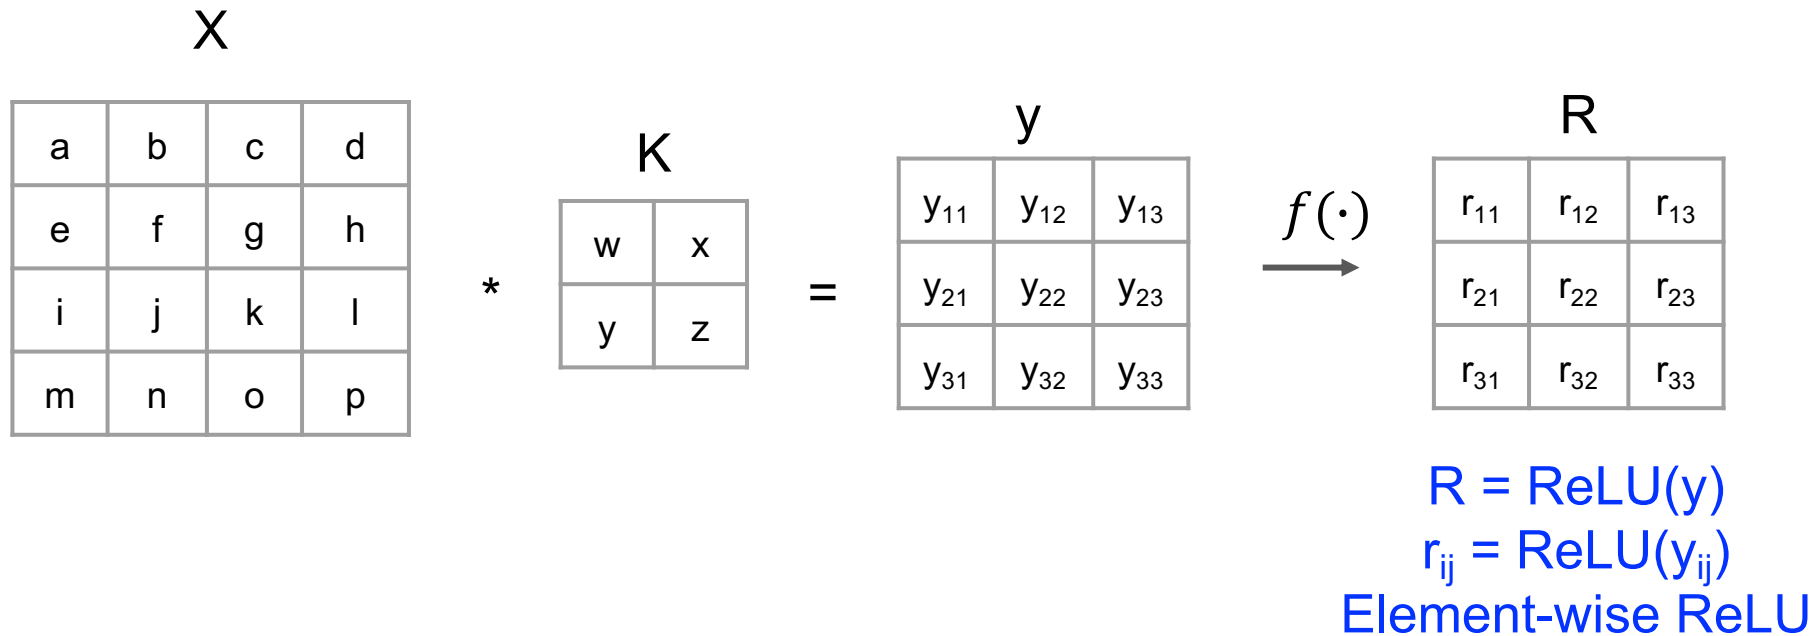 X
a b c d
e f g h
i j k l
m n o p
*
K
w x
y z
=
y
y₁₁ y₁₂ y₁₃
y₂₁ y₂₂ y₂₃
y₃₁ y₃₂ y₃₃
f(·)
R
r₁₁ r₁₂ r₁₃
r₂₁ r₂₂ r₂₃
r₃₁ r₃₂ r₃₃
R = ReLU(y)
rᵢⱼ = ReLU(yᵢⱼ)
Element-wise ReLU